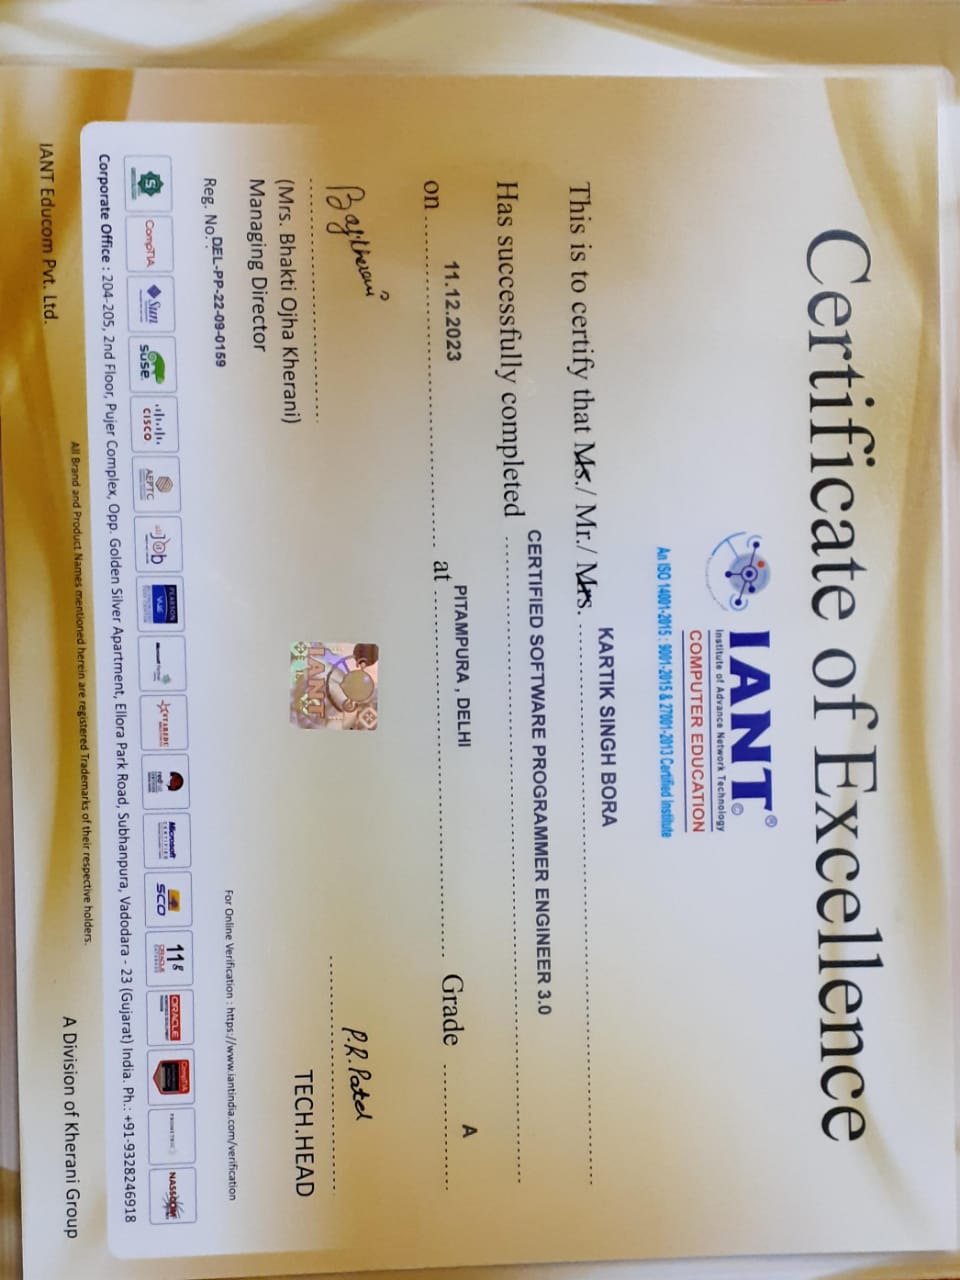 Certificate of Excellence
IANT®
©
Institute of Advance Network Technology
COMPUTER EDUCATION
An ISO 14001-2015 : 9001-2015 & 27001-2013 Certified Institute
This is to certify that Ms./ Mr./ Mrs. KARTIK SINGH BORA
Has successfully completed CERTIFIED SOFTWARE PROGRAMMER ENGINEER 3.0
on 11.12.2023 at PITAMPURA , DELHI Grade A
P.R.Patel
IANT
(Mrs. Bhakti Ojha Kherani)
TECH.HEAD
Managing Director
Reg. No. : DEL-PP-22-09-0159
For Online Verification : https://www.iantindia.com/verification
CompTIA Sun SUSE CISCO AEPTC PEARSON VUE Microsoft Partner redhat Microsoft CERTIFIED SCO 11g ORACLE DATABASE ORACLE CompTIA PROMETRIC NASSCOM
Corporate Office : 204-205, 2nd Floor, Pujer Complex, Opp. Golden Silver Apartment, Ellora Park Road, Subhanpura, Vadodara - 23 (Gujarat) India. Ph.: +91-9328246918
All Brand and Product Names mentioned herein are registered Trademarks of their respective holders.
IANT Educom Pvt. Ltd.
A Division of Kherani Group